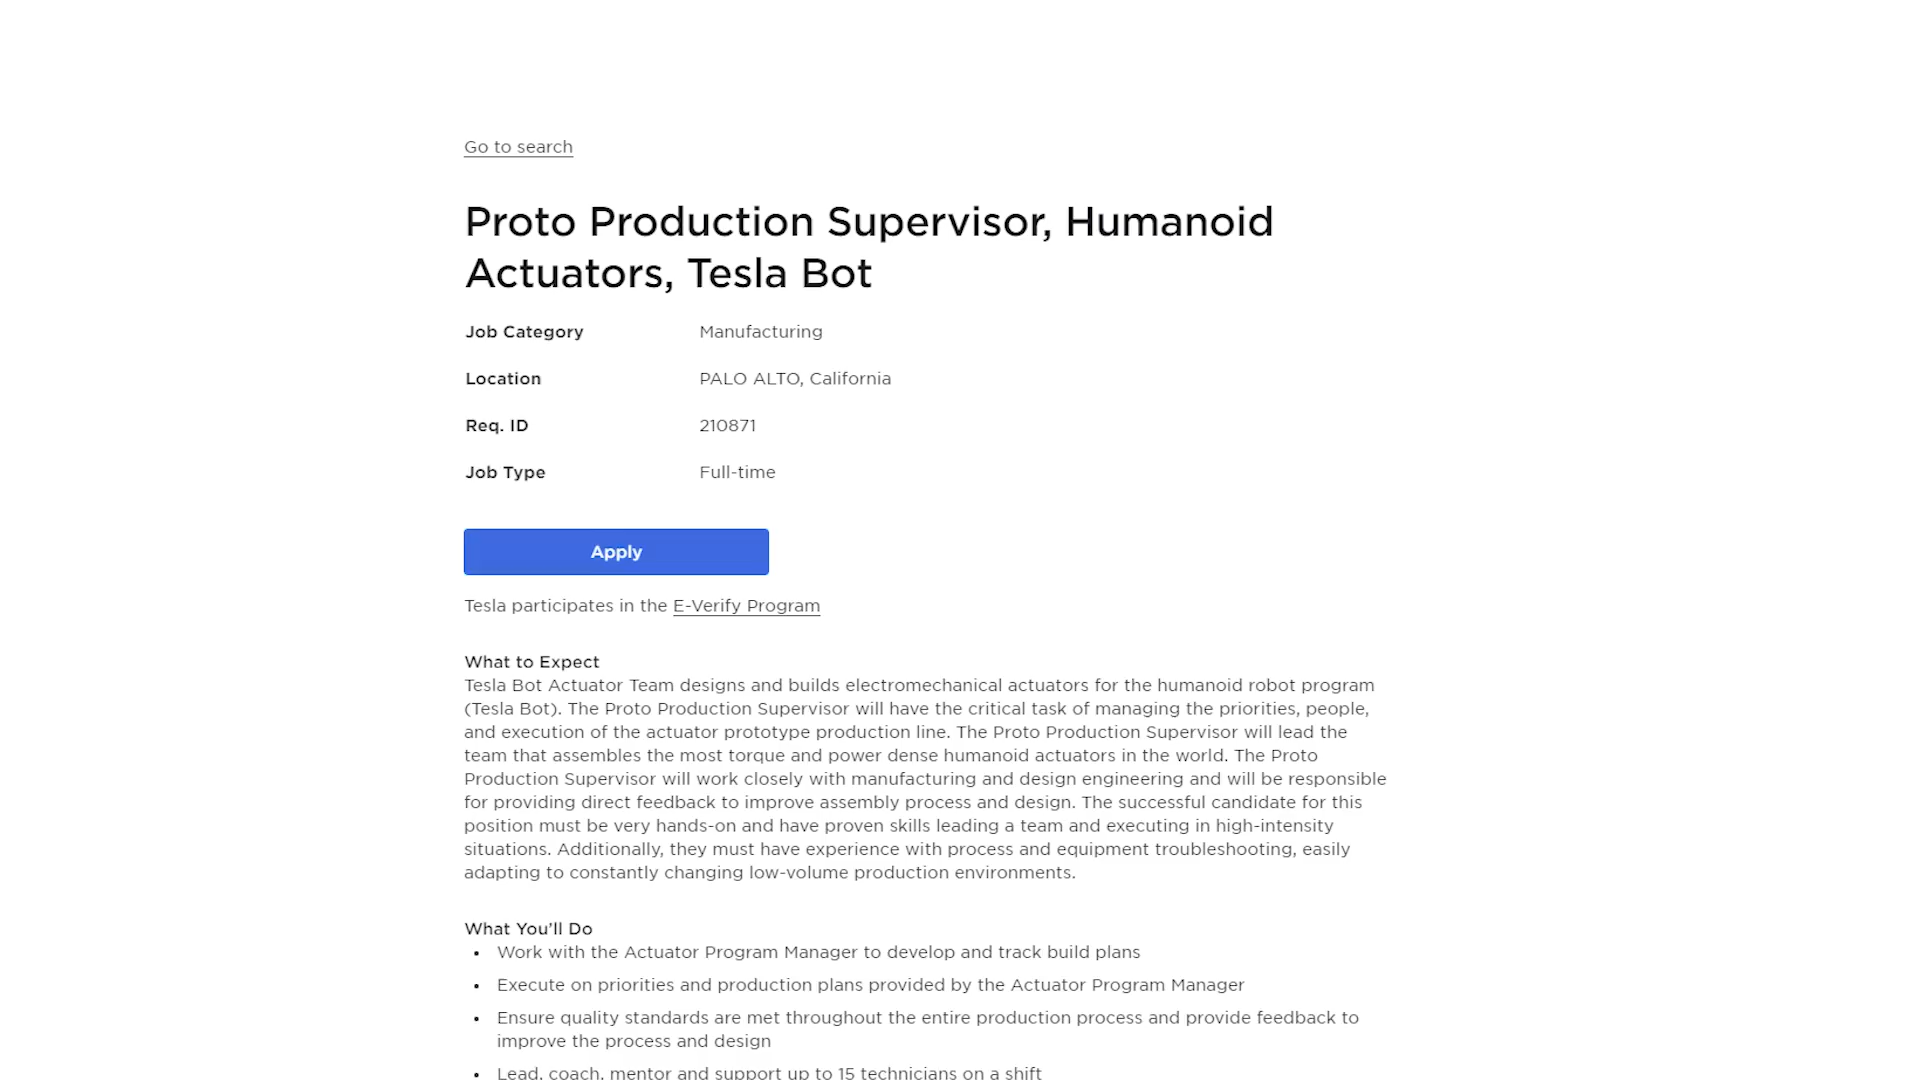 Go to search
Proto Production Supervisor, Humanoid
Actuators, Tesla Bot
Job Category Manufacturing
Location PALO ALTO, California
Req. ID 210871
Job Type Full-time
Apply
Tesla participates in the E-Verify Program
What to Expect
Tesla Bot Actuator Team designs and builds electromechanical actuators for the humanoid robot program
(Tesla Bot). The Proto Production Supervisor will have the critical task of managing the priorities, people,
and execution of the actuator prototype production line. The Proto Production Supervisor will lead the
team that assembles the most torque and power dense humanoid actuators in the world. The Proto
Production Supervisor will work closely with manufacturing and design engineering and will be responsible
for providing direct feedback to improve assembly process and design. The successful candidate for this
position must be very hands-on and have proven skills leading a team and executing in high-intensity
situations. Additionally, they must have experience with process and equipment troubleshooting, easily
adapting to constantly changing low-volume production environments.
What You’ll Do
• Work with the Actuator Program Manager to develop and track build plans
• Execute on priorities and production plans provided by the Actuator Program Manager
• Ensure quality standards are met throughout the entire production process and provide feedback to
improve the process and design
• Lead, coach, mentor and support up to 15 technicians on a shift